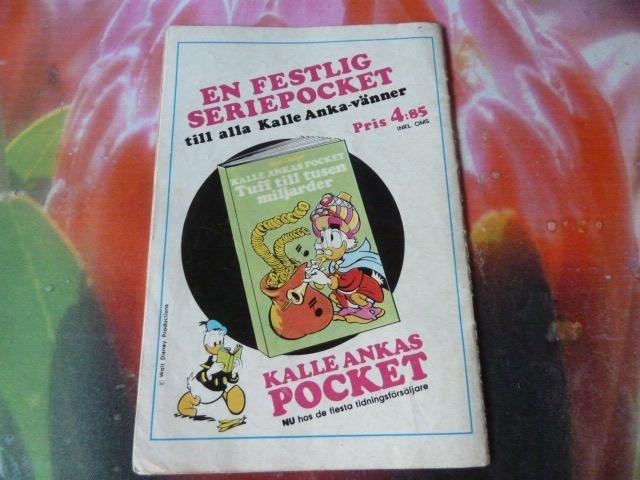 EN FESTLIG
SERIEPOCKET
till alla Kalle Anka-vänner
Pris 4:85
INKL OMS
KALLE ANKAS POCKET
Tuff till tusen
miljarder
KALLE ANKAS
POCKET
NU hos de flesta tidningsförsäljare
© Walt Disney Productions